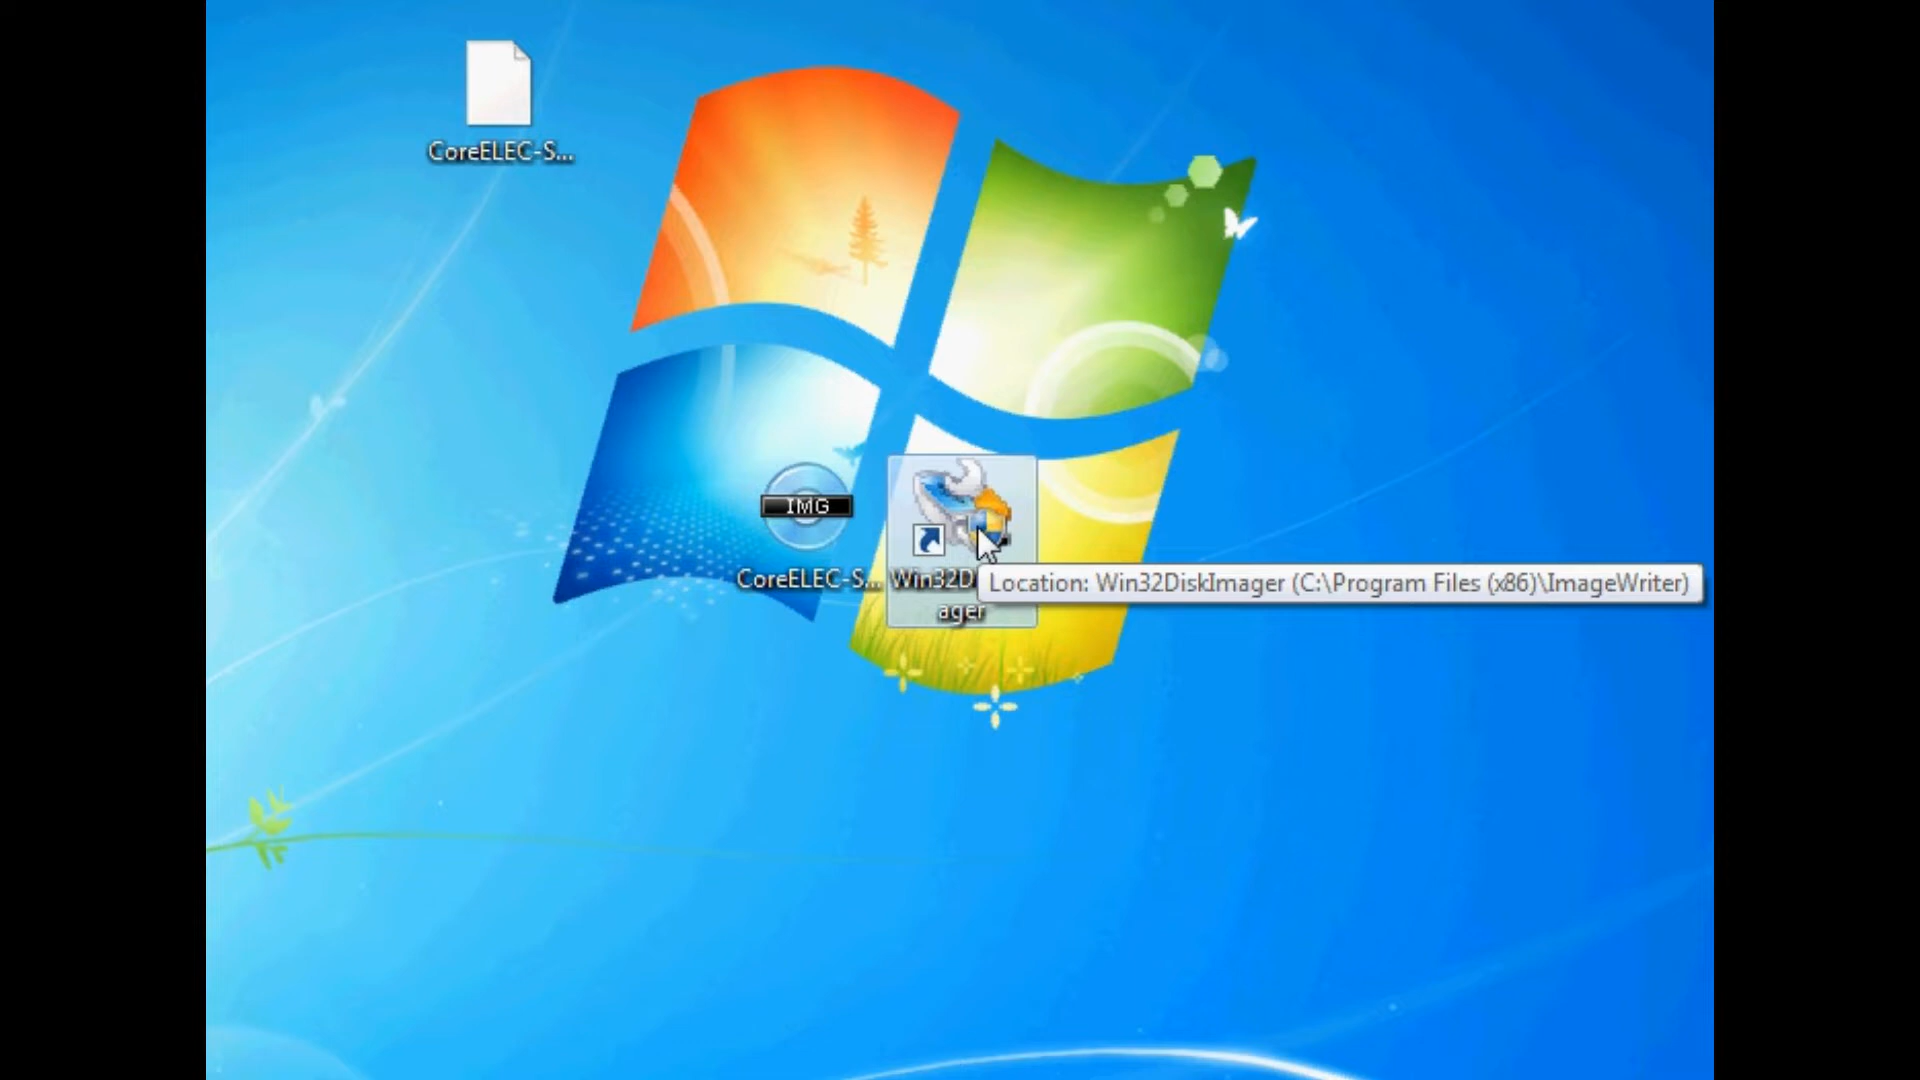 CoreELEC-S...
IMG
CoreELEC-S...
Win32D
ager
Location: Win32DiskImager (C:\Program Files (x86)\ImageWriter)